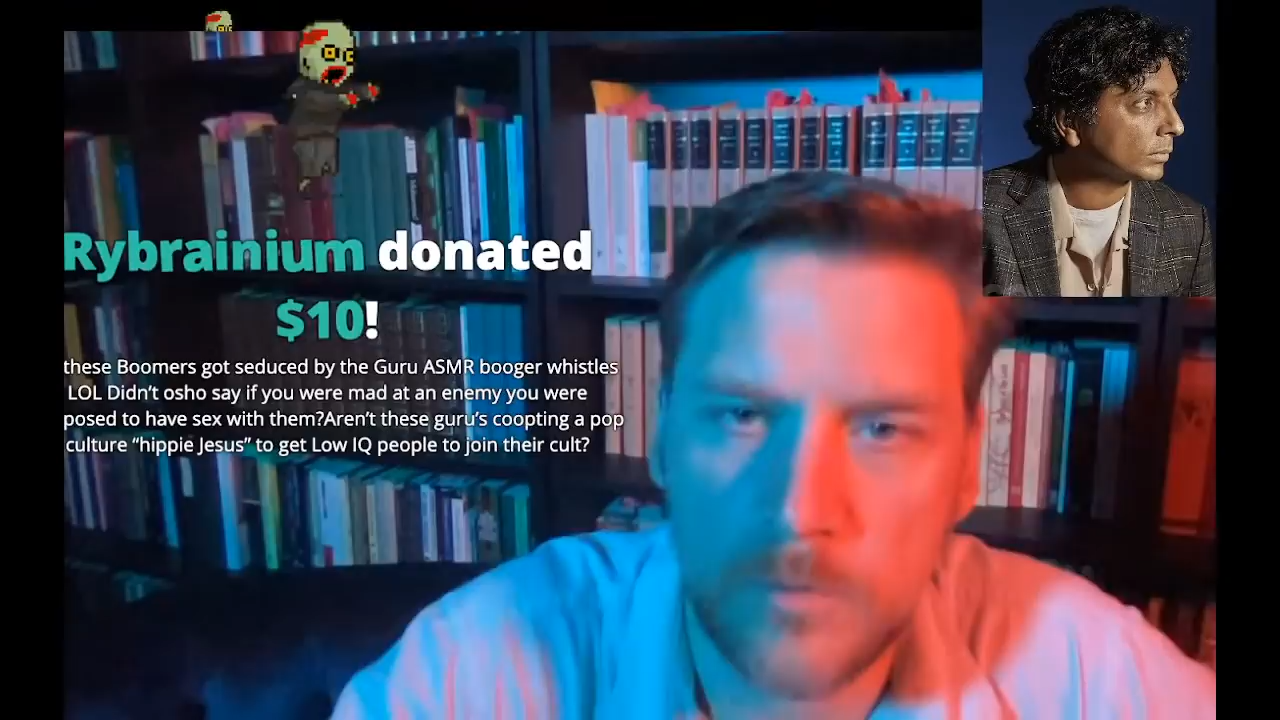 Rybrainium donated
$10!
these Boomers got seduced by the Guru ASMR booger whistles
LOL Didn't osho say if you were mad at an enemy you were
posed to have sex with them?Aren't these guru's coopting a pop
culture “hippie Jesus” to get Low IQ people to join their cult?